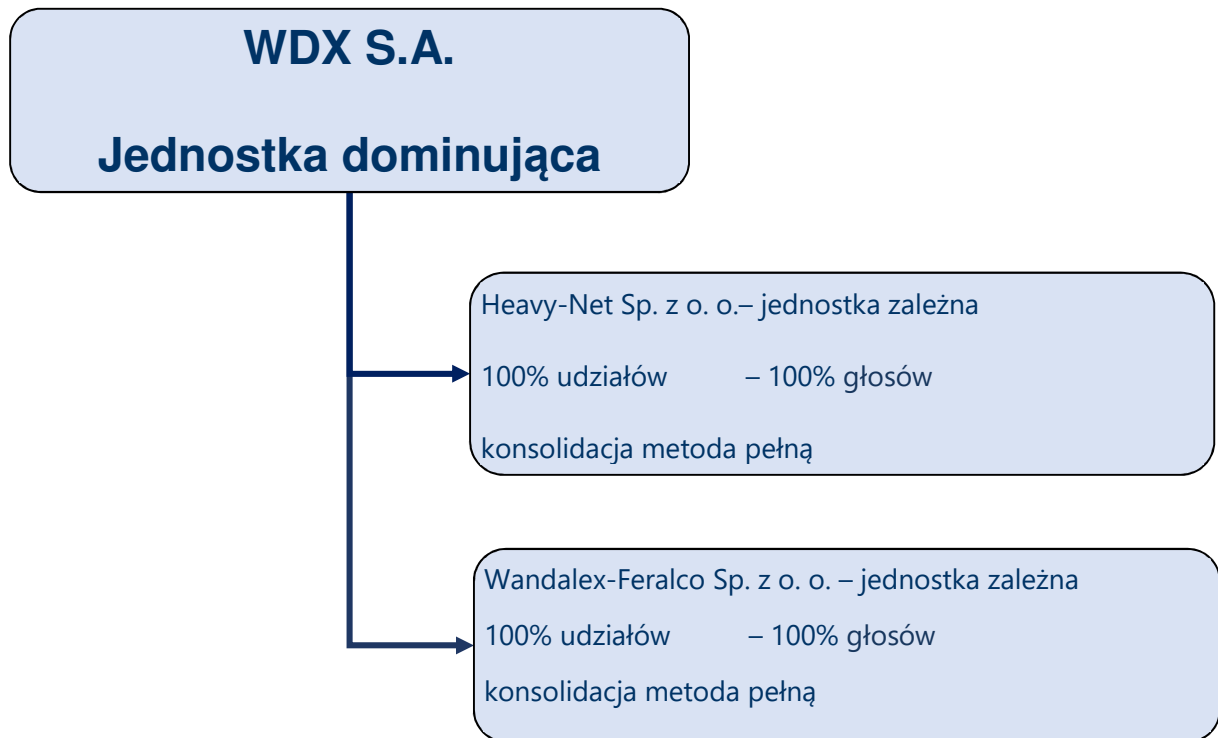 WDX S.A.
Jednostka dominująca
Heavy-Net Sp. z o. o.– jednostka zależna
100% udziałów – 100% głosów
konsolidacja metoda pełną
Wandalex-Feralco Sp. z o. o. – jednostka zależna
100% udziałów – 100% głosów
konsolidacja metoda pełną